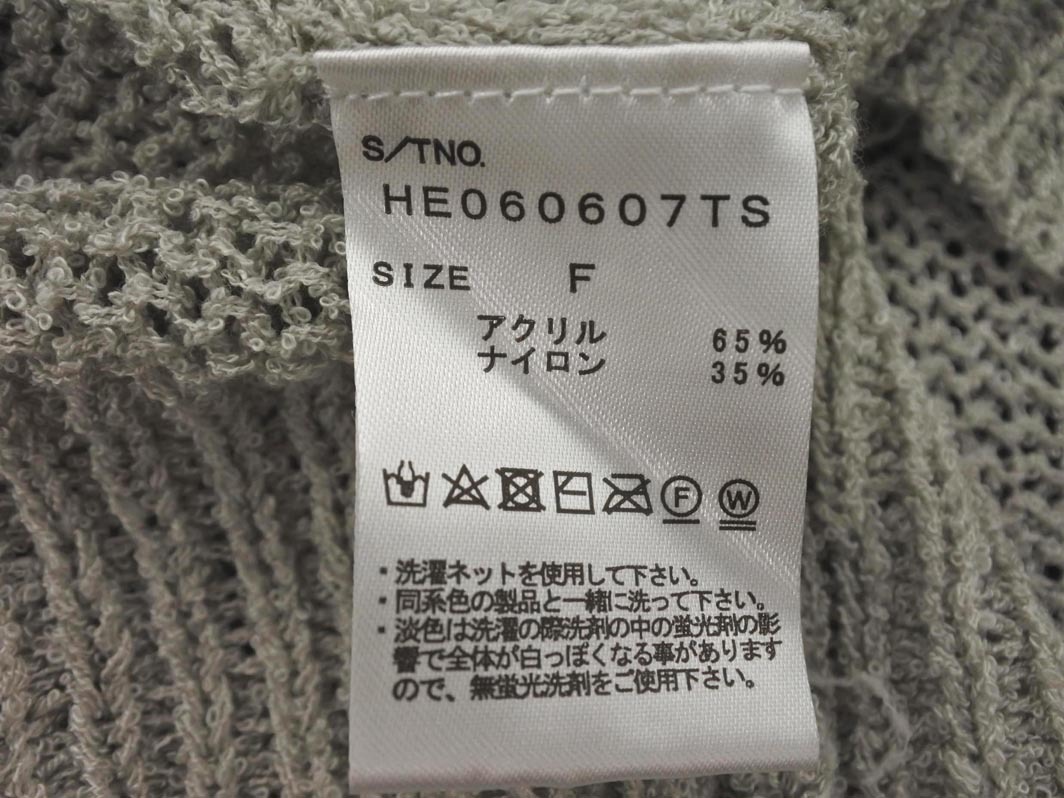 S/TNO.
HE060607TS
SIZE F
アクリル 65%
ナイロン 35%
F W
・洗濯ネットを使用して下さい。
・同系色の製品と一緒に洗って下さい。
・淡色は洗濯の際洗剤の中の蛍光剤の影
響で全体が白っぽくなる事があります
ので、無蛍光洗剤をご使用下さい。